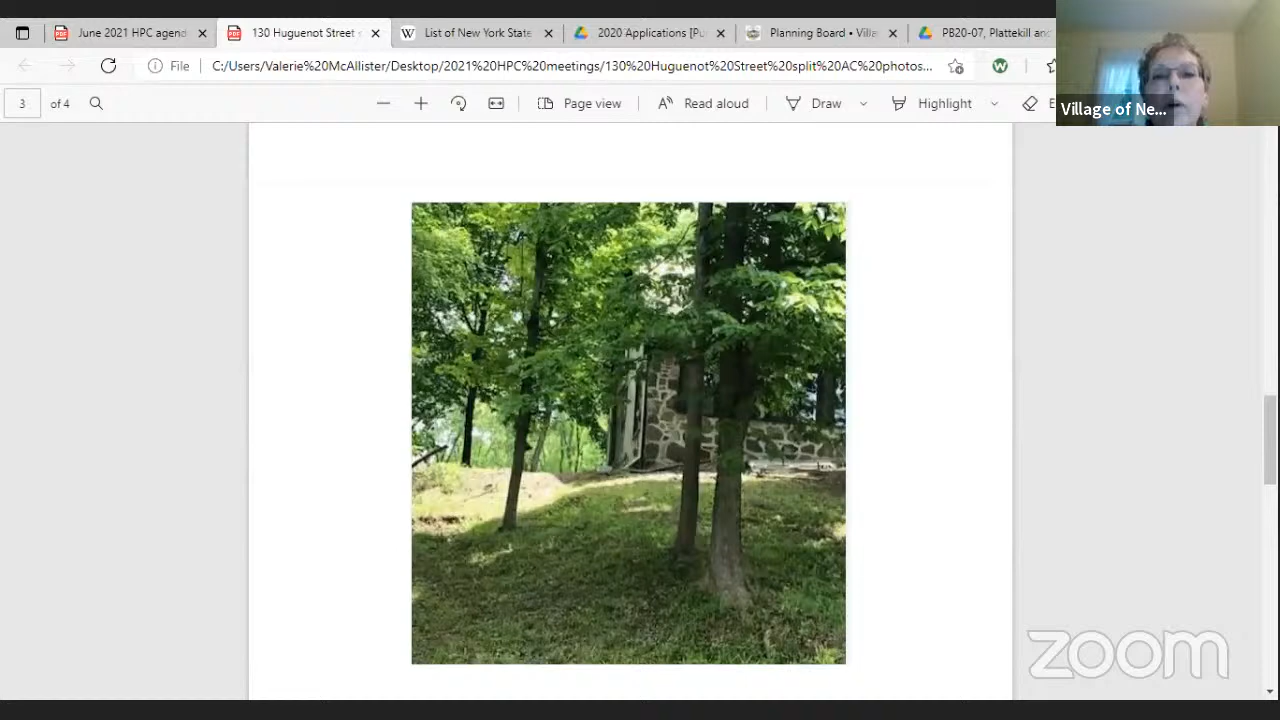 June 2021 HPC agend
130 Huguenot Street
List of New York State
2020 Applications [Pu
Planning Board • Villa
PB20-07, Plattekill and
File
C:/Users/Valerie%20McAllister/Desktop/2021%20HPC%20meetings/130%20Huguenot%20Street%20split%20AC%20photos...
3 of 4
Page view
Read aloud
Draw
Highlight
Village of Ne...
zoom